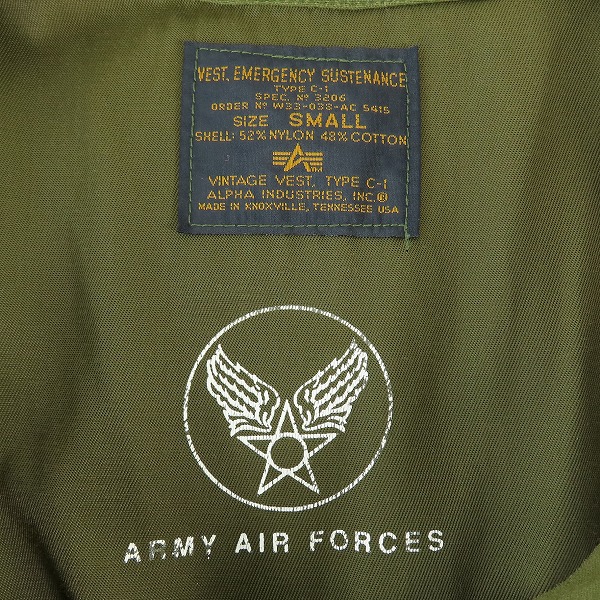 VEST, EMERGENCY SUSTENANCE
TYPE C-1
SPEC. Nº 3206
ORDER Nº W33-038-AC 5415
SIZE SMALL
SHELL: 52% NYLON 48% COTTON
A TM
VINTAGE VEST, TYPE C-1
ALPHA INDUSTRIES, INC.®
MADE IN KNOXVILLE, TENNESSEE USA
ARMY AIR FORCES